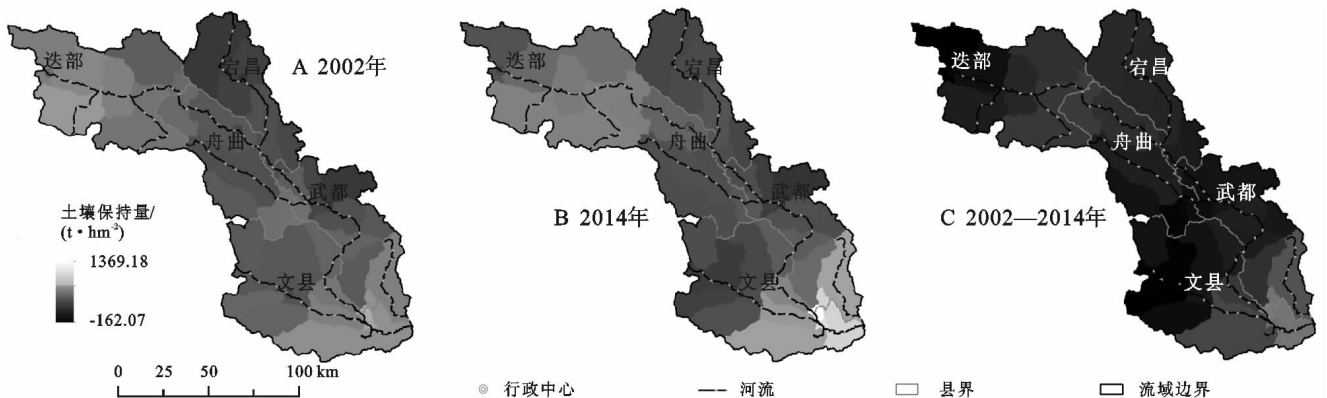 迭部
宕昌
A 2002年
舟曲
武都
文县
土壤保持量/
(t·hm⁻²)
1369.18
-162.07
0 25 50 100 km
迭部
宕昌
舟曲
武都
B 2014年
文县
迭部
宕昌
舟曲
武都
C 2002—2014年
文县
行政中心
河流
县界
流域边界